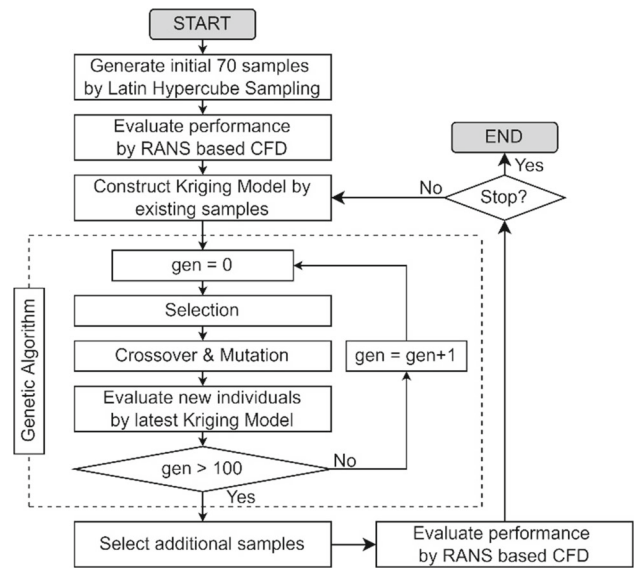 START
Generate initial 70 samples
by Latin Hypercube Sampling
Evaluate performance
by RANS based CFD
Construct Kriging Model by
existing samples
END
Yes
No
Stop?
Genetic Algorithm
gen = 0
Selection
Crossover & Mutation
gen = gen+1
Evaluate new individuals
by latest Kriging Model
gen > 100
No
Yes
Select additional samples
Evaluate performance
by RANS based CFD